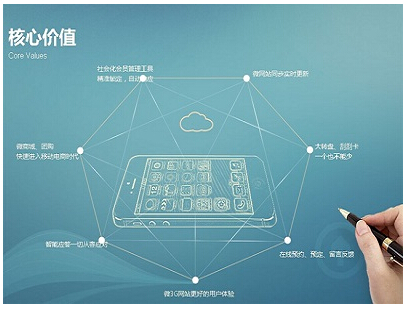 核心价值
Core Values
社会化会员管理工具
精准触定，自动响应
微网站同步实时更新
微商城、团购
快速进入移动电商时代
大转盘、刮刮卡
一个也不能少
智能应答一切从容应对
在线预约、预定、留言反馈
微3G网站更好的用户体验